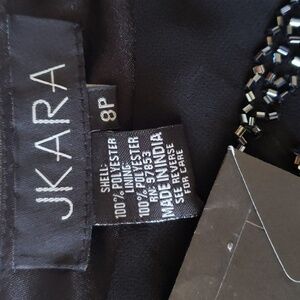 JKARA
8P
SHELL:
100% POLYESTER
LINING:
100% POLYESTER
RN: 97853
MADE IN INDIA
SEE REVERSE
FOR CARE